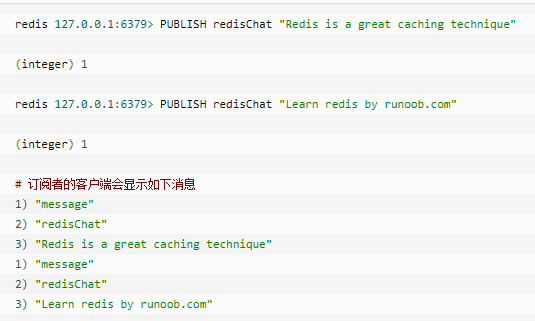 redis 127.0.0.1:6379> PUBLISH redisChat "Redis is a great caching technique"
(integer) 1
redis 127.0.0.1:6379> PUBLISH redisChat "Learn redis by runoob.com"
(integer) 1
# 订阅者的客户端会显示如下消息
1) "message"
2) "redisChat"
3) "Redis is a great caching technique"
1) "message"
2) "redisChat"
3) "Learn redis by runoob.com"